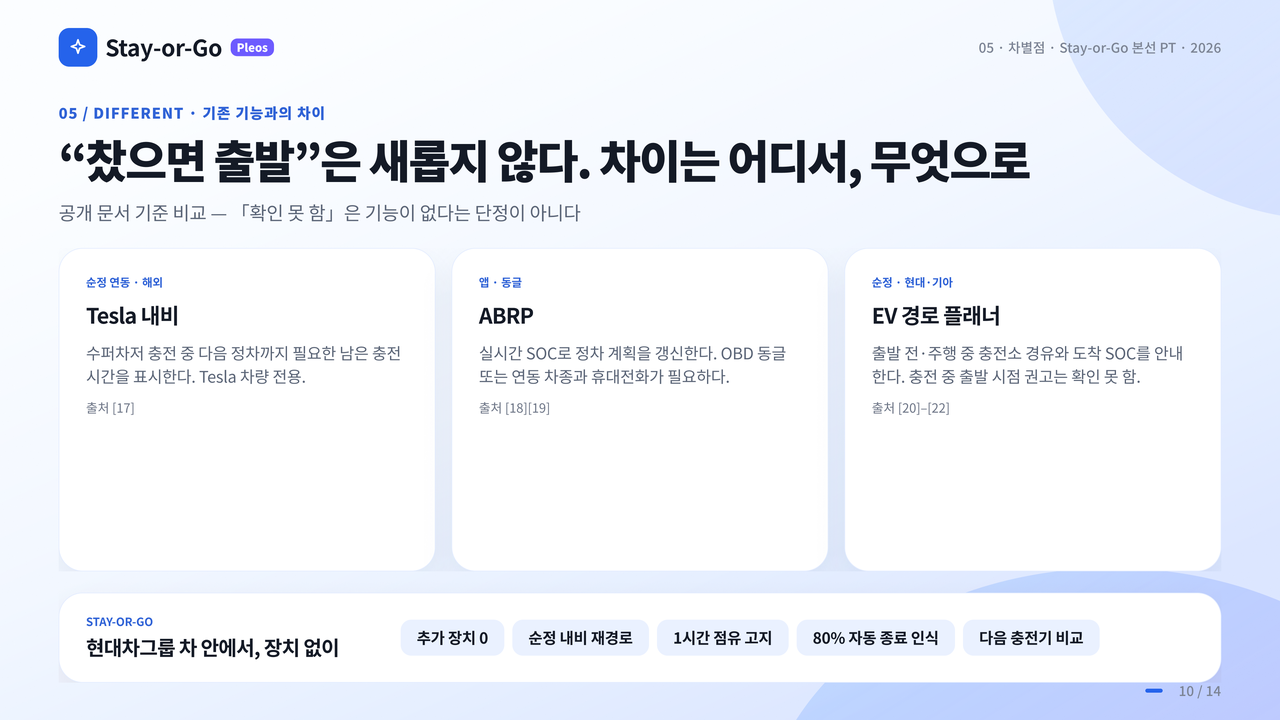 Stay-or-Go Pleos
05 · 차별점 · Stay-or-Go 본선 PT · 2026
05 / DIFFERENT · 기존 기능과의 차이
“찼으면 출발”은 새롭지 않다. 차이는 어디서, 무엇으로
공개 문서 기준 비교 — 「확인 못 함」은 기능이 없다는 단정이 아니다
순정 연동 · 해외
Tesla 내비
수퍼차저 충전 중 다음 정차까지 필요한 남은 충전
시간을 표시한다. Tesla 차량 전용.
출처 [17]
앱 · 동글
ABRP
실시간 SOC로 정차 계획을 갱신한다. OBD 동글
또는 연동 차종과 휴대전화가 필요하다.
출처 [18][19]
순정 · 현대·기아
EV 경로 플래너
출발 전·주행 중 충전소 경유와 도착 SOC를 안내
한다. 충전 중 출발 시점 권고는 확인 못 함.
출처 [20]–[22]
STAY-OR-GO
현대차그룹 차 안에서, 장치 없이
추가 장치 0
순정 내비 재경로
1시간 점유 고지
80% 자동 종료 인식
다음 충전기 비교
10 / 14